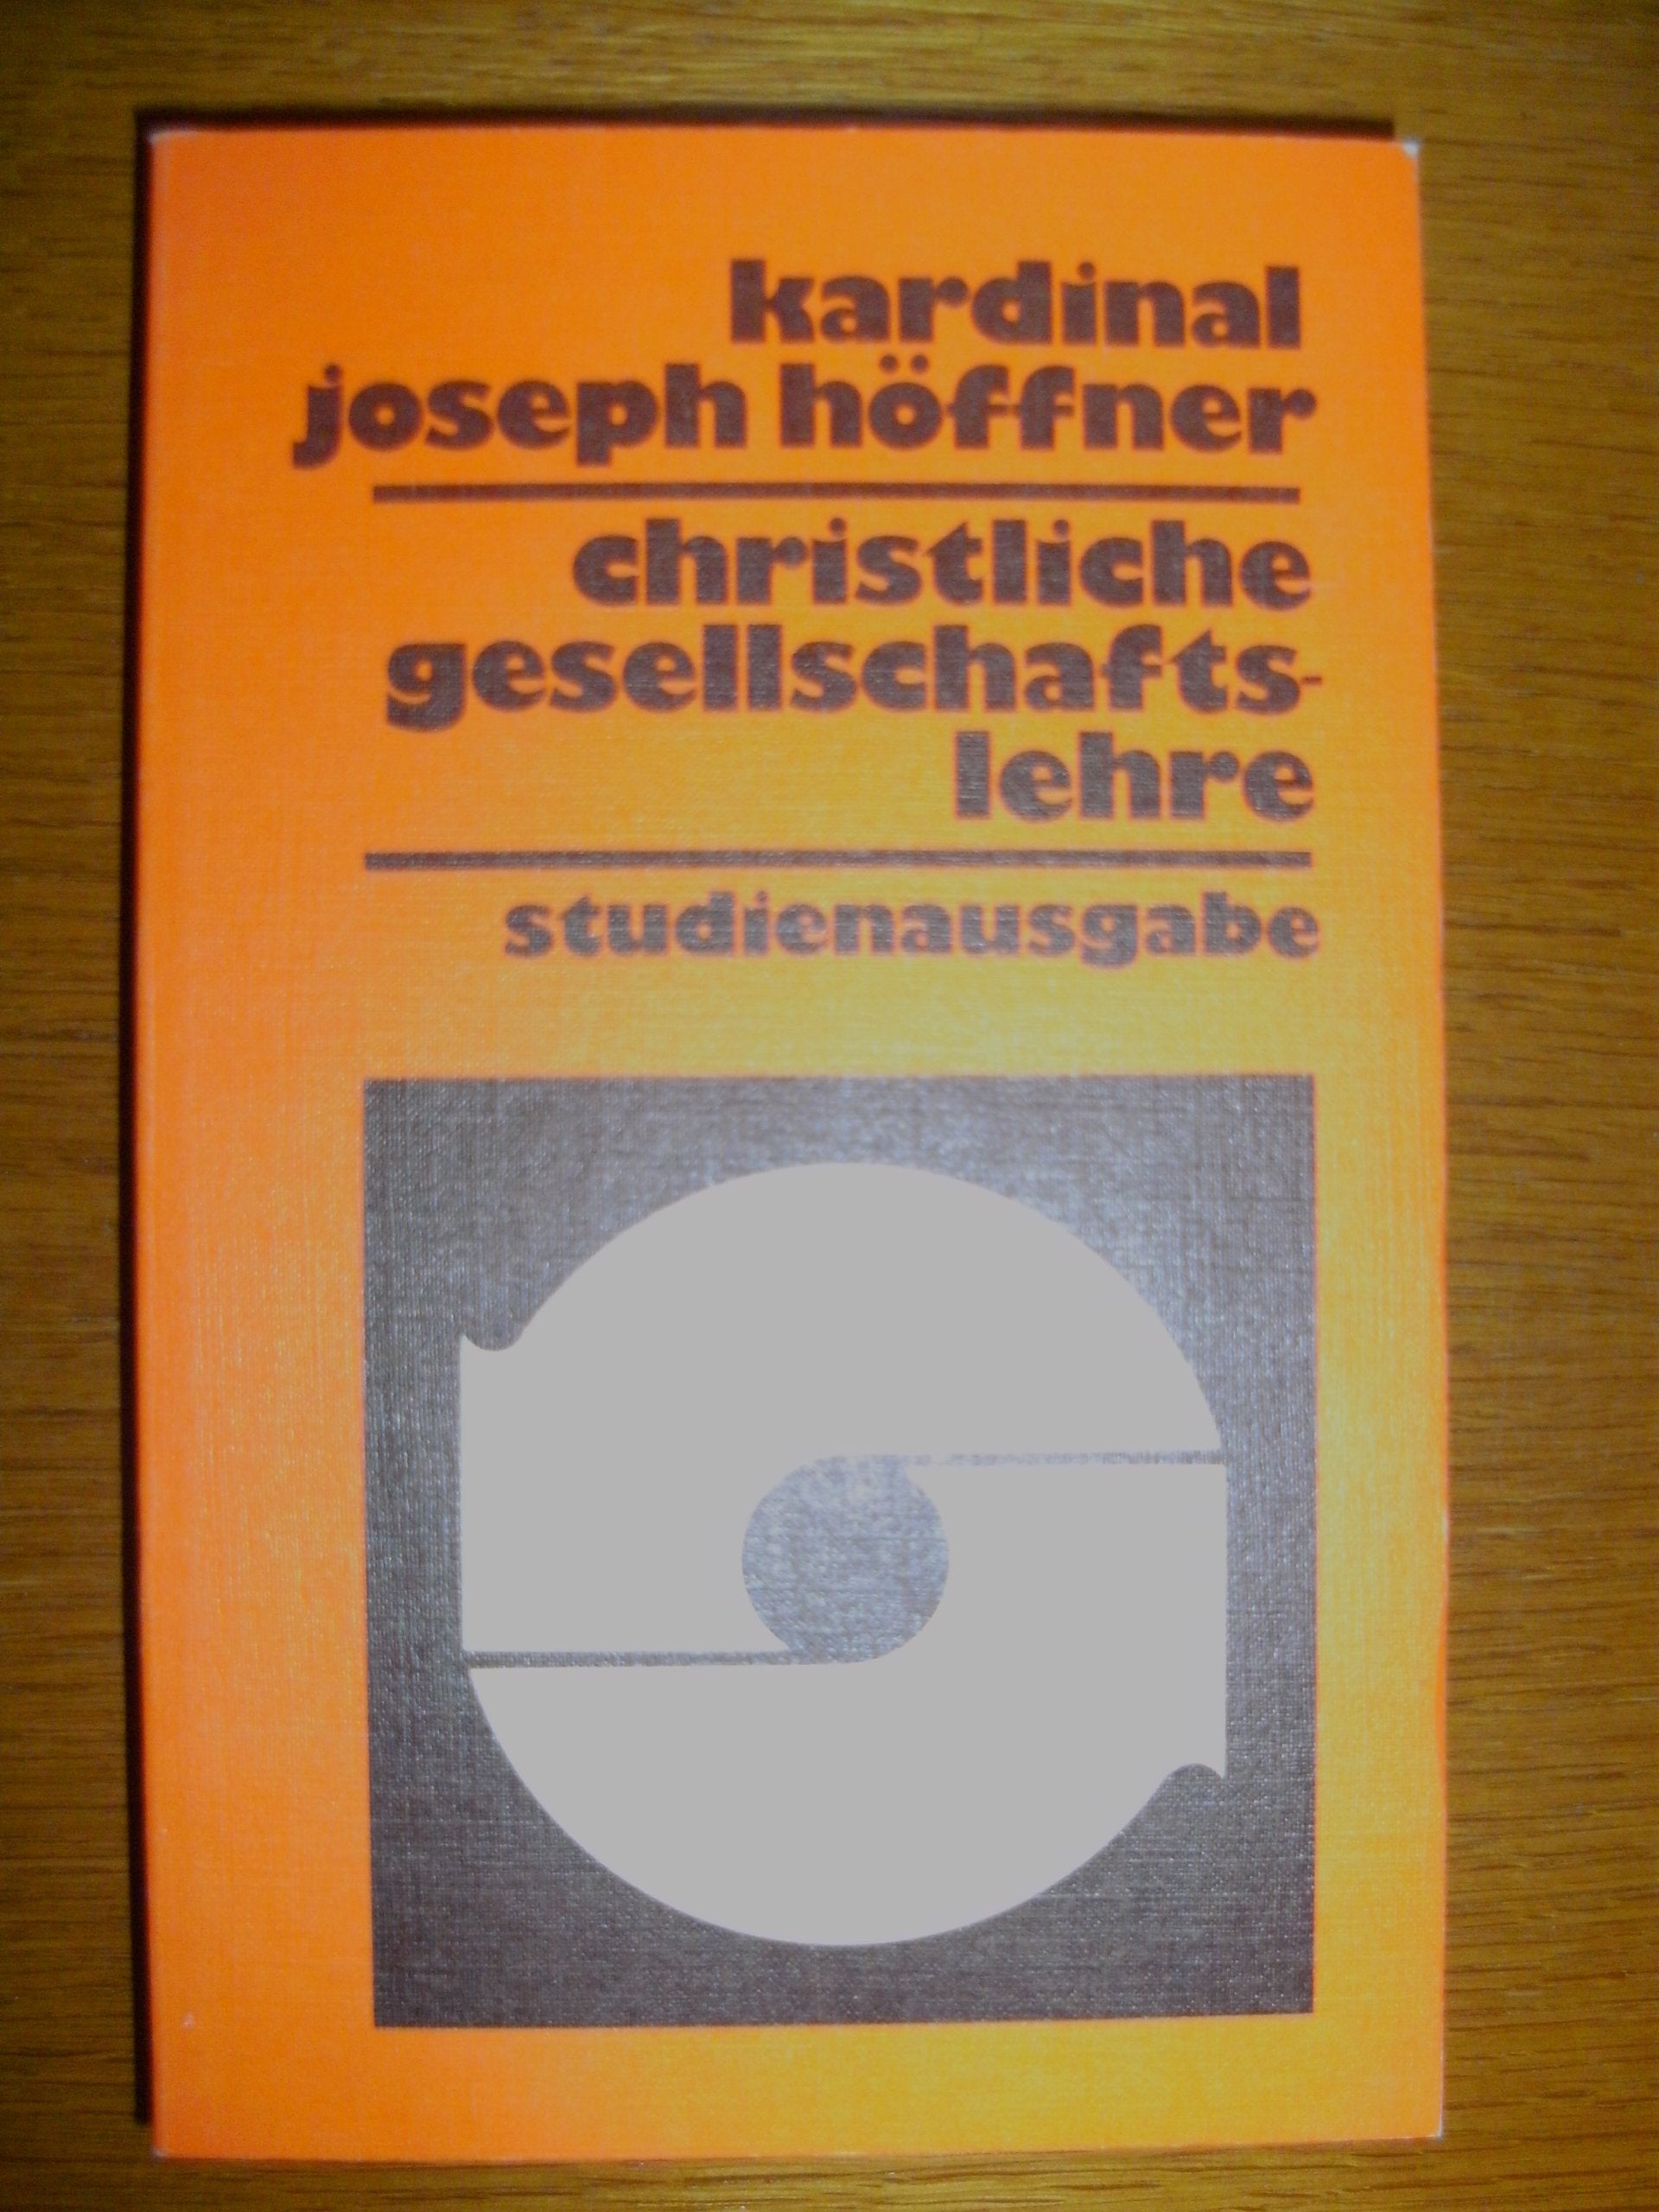 kardinal
joseph höffner
christliche
gesellschafts-
lehre
studienausgabe